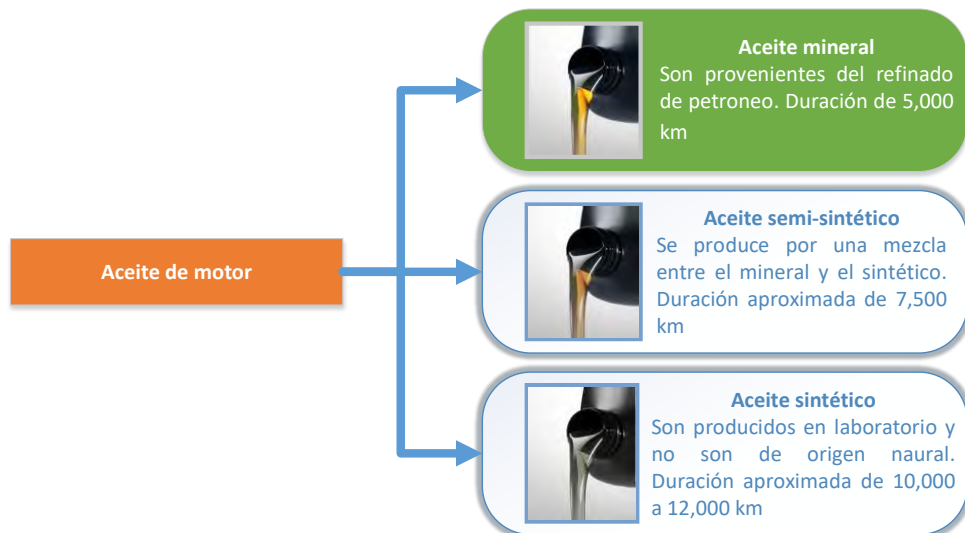 Aceite mineral
Son provenientes del refinado
de petroneo. Duración de 5,000
km
Aceite de motor
Aceite semi-sintético
Se produce por una mezcla
entre el mineral y el sintético.
Duración aproximada de 7,500
km
Aceite sintético
Son producidos en laboratorio y
no son de origen naural.
Duración aproximada de 10,000
a 12,000 km